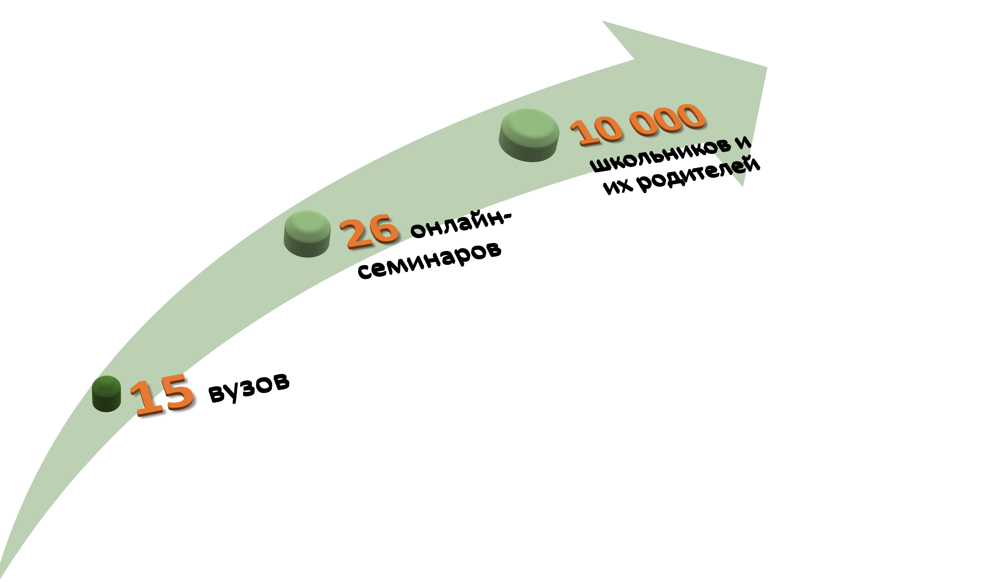 10 000
школьников и
их родителей
26 онлайн-
семинаров
15 вузов